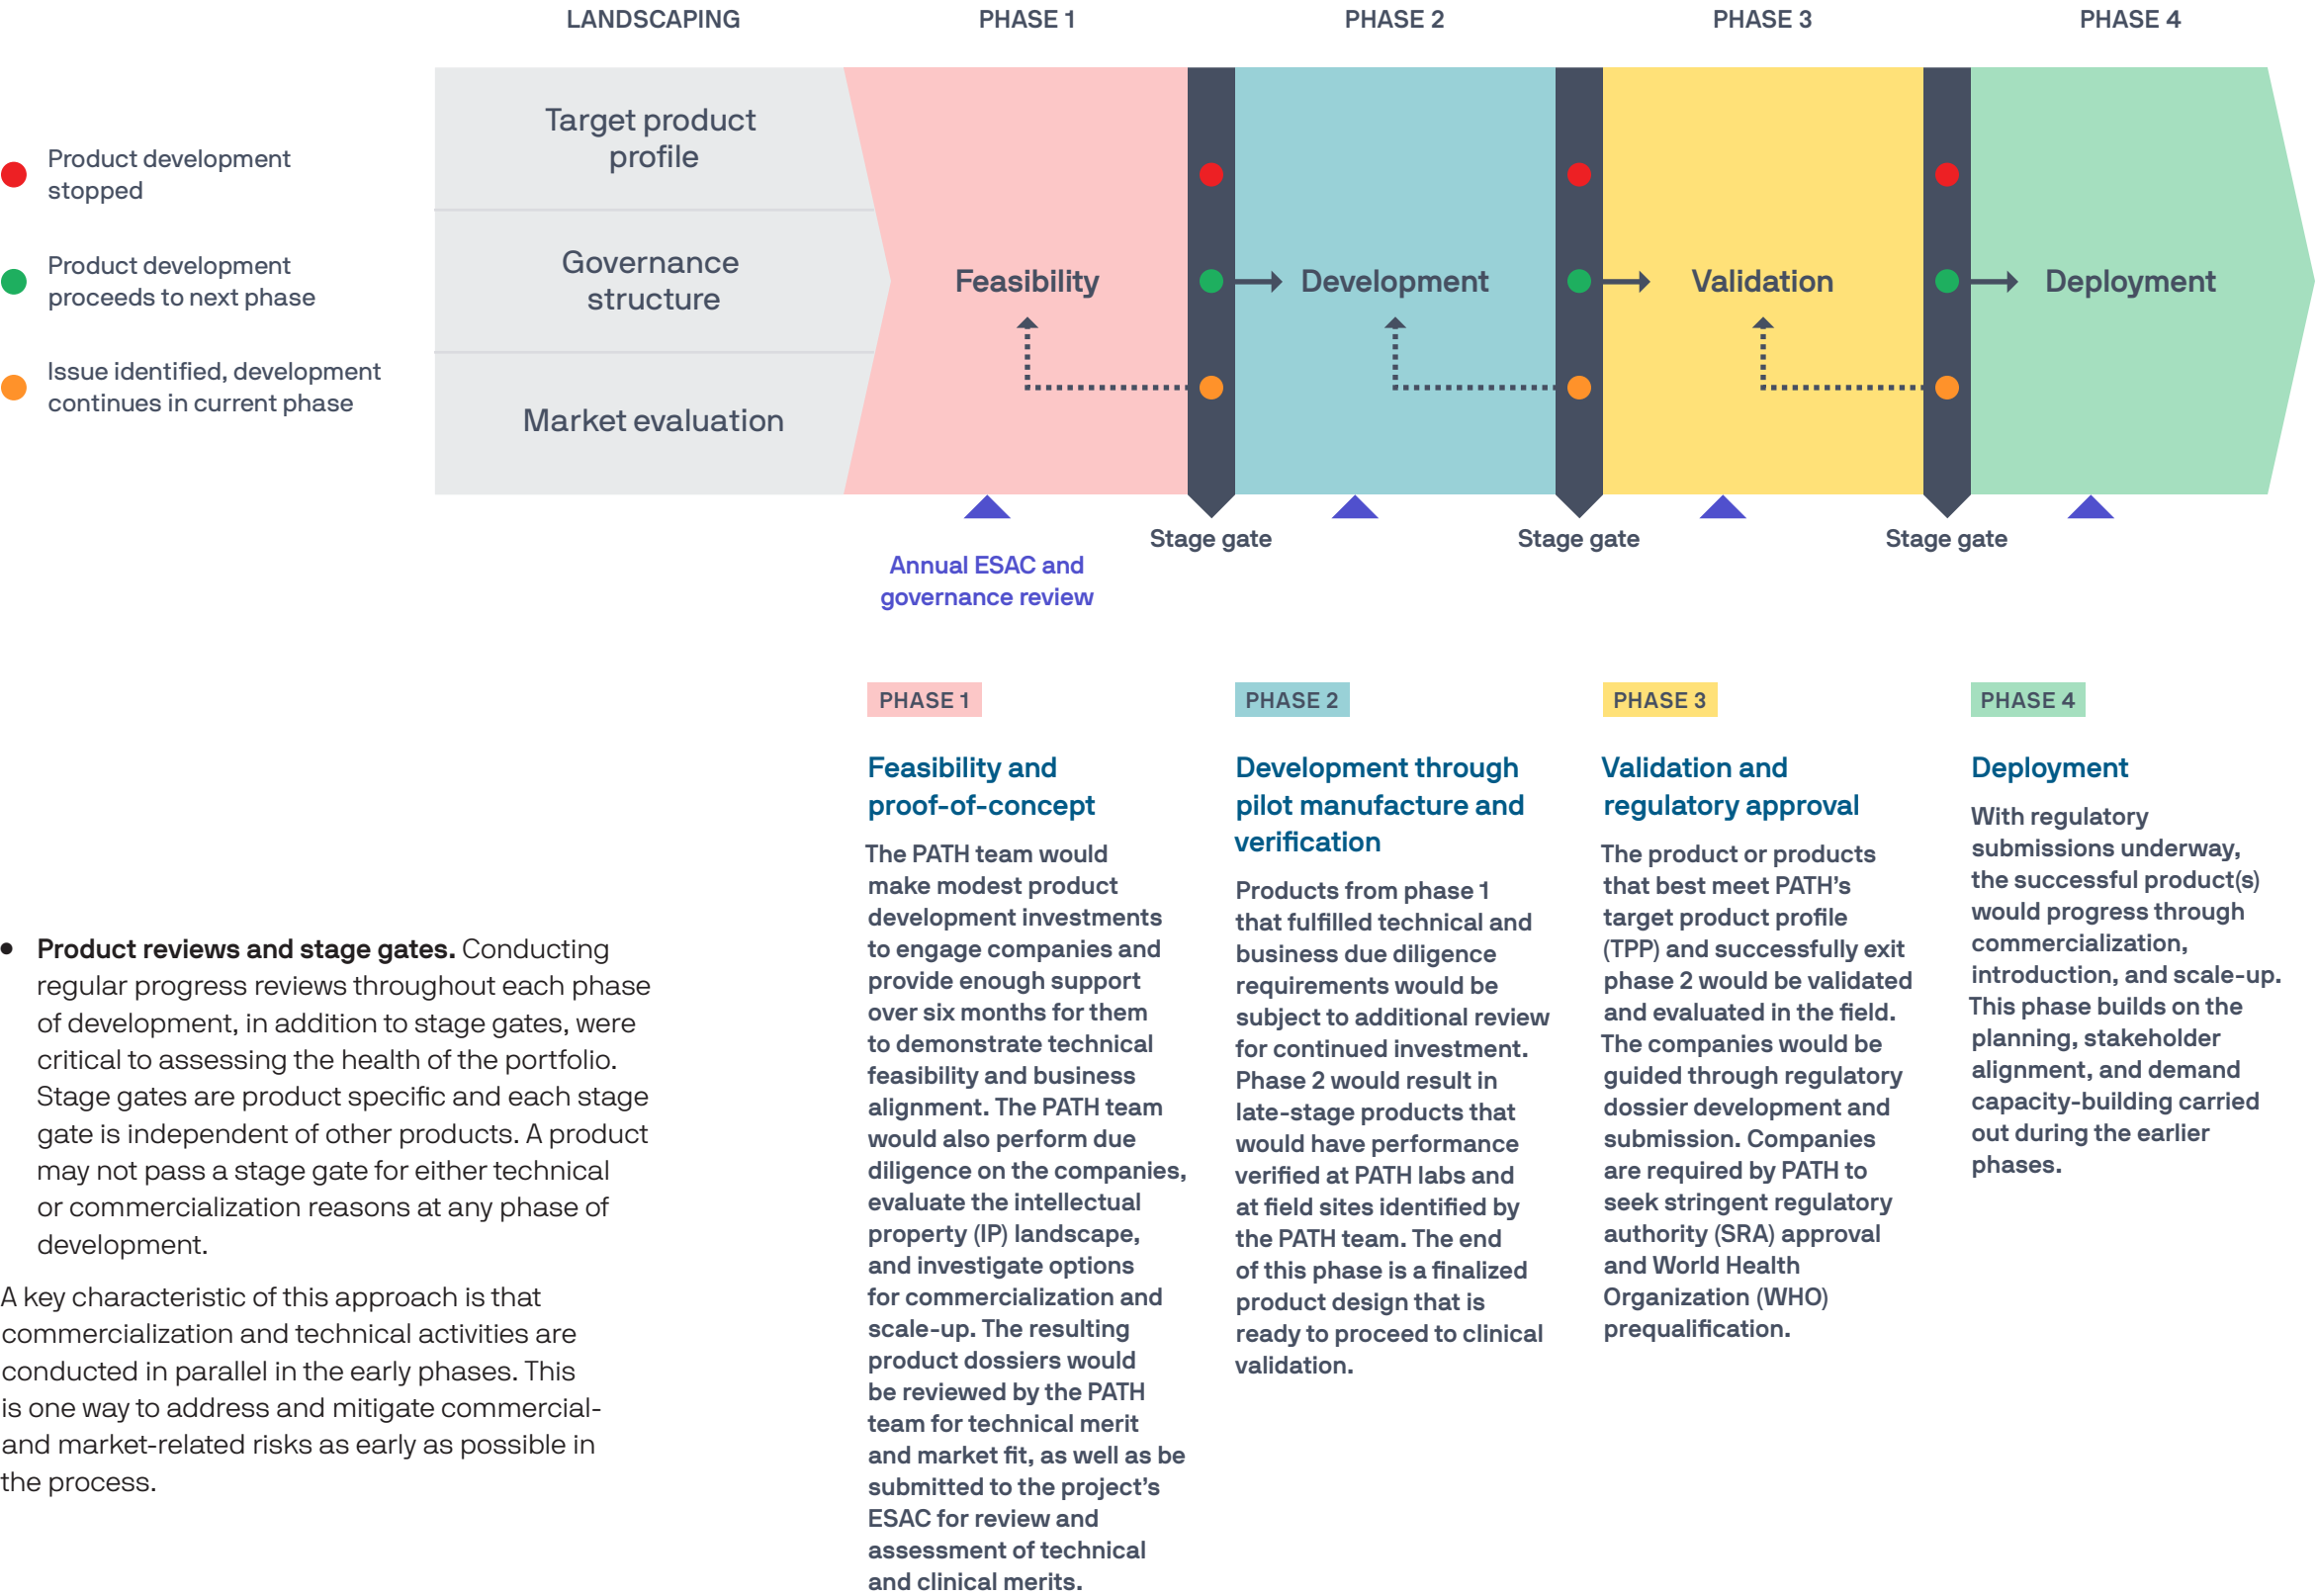 LANDSCAPING
PHASE 1
PHASE 2
PHASE 3
PHASE 4
Product development
stopped
Product development
proceeds to next phase
Issue identified, development
continues in current phase
Target product
profile
Governance
structure
Market evaluation
Feasibility
Development
Validation
Deployment
Stage gate
Stage gate
Stage gate
Annual ESAC and
governance review
• Product reviews and stage gates. Conducting
regular progress reviews throughout each phase
of development, in addition to stage gates, were
critical to assessing the health of the portfolio.
Stage gates are product specific and each stage
gate is independent of other products. A product
may not pass a stage gate for either technical
or commercialization reasons at any phase of
development.
A key characteristic of this approach is that
commercialization and technical activities are
conducted in parallel in the early phases. This
is one way to address and mitigate commercial-
and market-related risks as early as possible in
the process.
PHASE 1
Feasibility and
proof-of-concept
The PATH team would
make modest product
development investments
to engage companies and
provide enough support
over six months for them
to demonstrate technical
feasibility and business
alignment. The PATH team
would also perform due
diligence on the companies,
evaluate the intellectual
property (IP) landscape,
and investigate options
for commercialization and
scale-up. The resulting
product dossiers would
be reviewed by the PATH
team for technical merit
and market fit, as well as be
submitted to the project's
ESAC for review and
assessment of technical
and clinical merits.
PHASE 2
Development through
pilot manufacture and
verification
Products from phase 1
that fulfilled technical and
business due diligence
requirements would be
subject to additional review
for continued investment.
Phase 2 would result in
late-stage products that
would have performance
verified at PATH labs and
at field sites identified by
the PATH team. The end
of this phase is a finalized
product design that is
ready to proceed to clinical
validation.
PHASE 3
Validation and
regulatory approval
The product or products
that best meet PATH's
target product profile
(TPP) and successfully exit
phase 2 would be validated
and evaluated in the field.
The companies would be
guided through regulatory
dossier development and
submission. Companies
are required by PATH to
seek stringent regulatory
authority (SRA) approval
and World Health
Organization (WHO)
prequalification.
PHASE 4
Deployment
With regulatory
submissions underway,
the successful product(s)
would progress through
commercialization,
introduction, and scale-up.
This phase builds on the
planning, stakeholder
alignment, and demand
capacity-building carried
out during the earlier
phases.